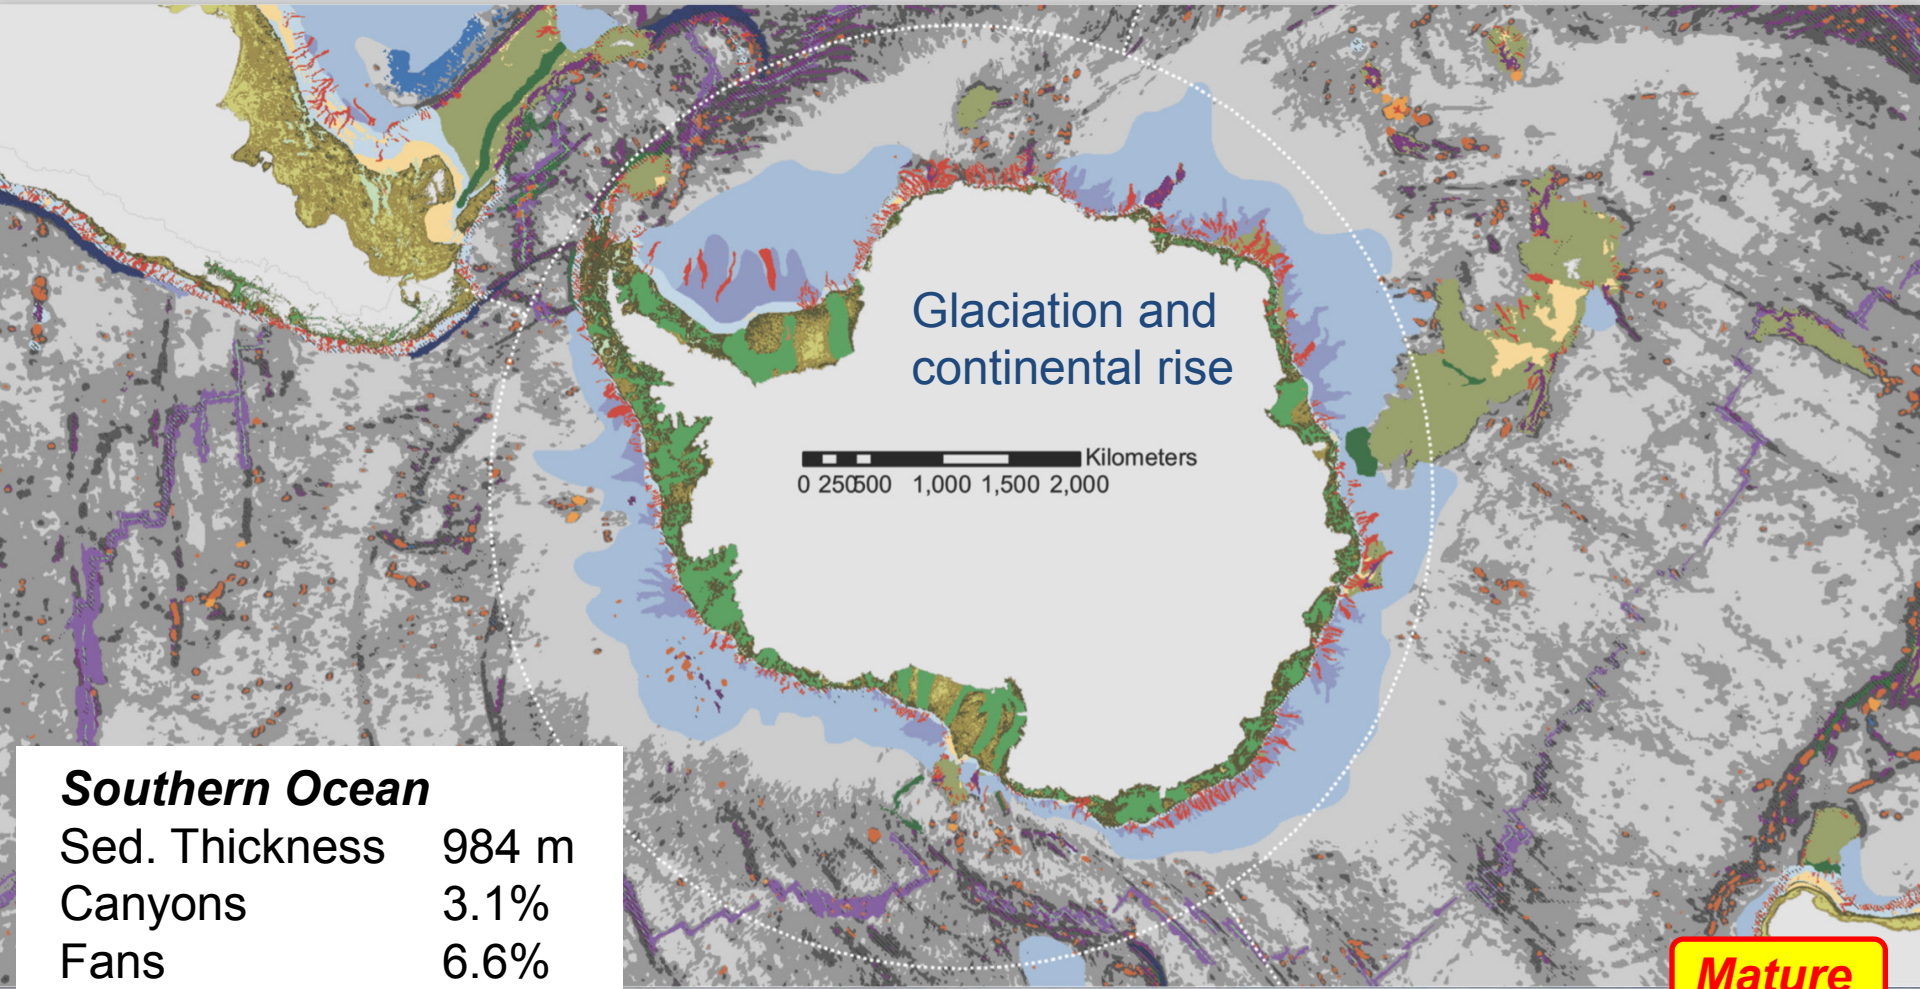 Glaciation and
continental rise
Kilometers
0 250500 1,000 1,500 2,000
Southern Ocean
Sed. Thickness 984 m
Canyons 3.1%
Fans 6.6%
Mature